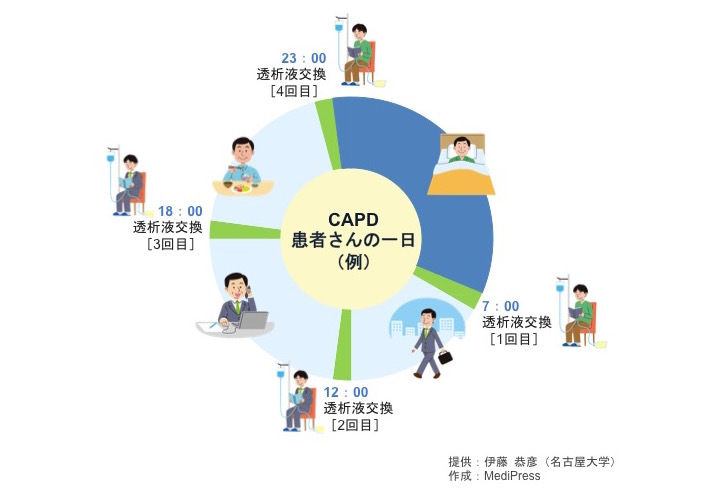 23：00
透析液交換
［4回目］
18：00
透析液交換
［3回目］
CAPD
患者さんの一日
（例）
7：00
透析液交換
［1回目］
12：00
透析液交換
［2回目］
提供：伊藤 恭彦（名古屋大学）
作成：MediPress